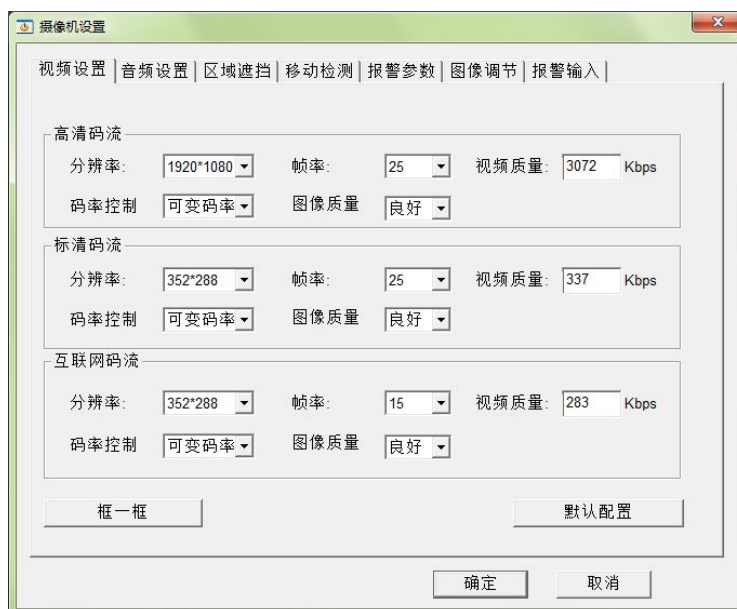 摄像机设置
视频设置 音频设置 区域遮挡 移动检测 报警参数 图像调节 报警输入
高清码流
分辨率: 1920*1080 帧率: 25 视频质量: 3072 Kbps
码率控制 可变码率 图像质量 良好
标清码流
分辨率: 352*288 帧率: 25 视频质量: 337 Kbps
码率控制 可变码率 图像质量 良好
互联网码流
分辨率: 352*288 帧率: 15 视频质量: 283 Kbps
码率控制 可变码率 图像质量 良好
框一框 默认配置
确定 取消